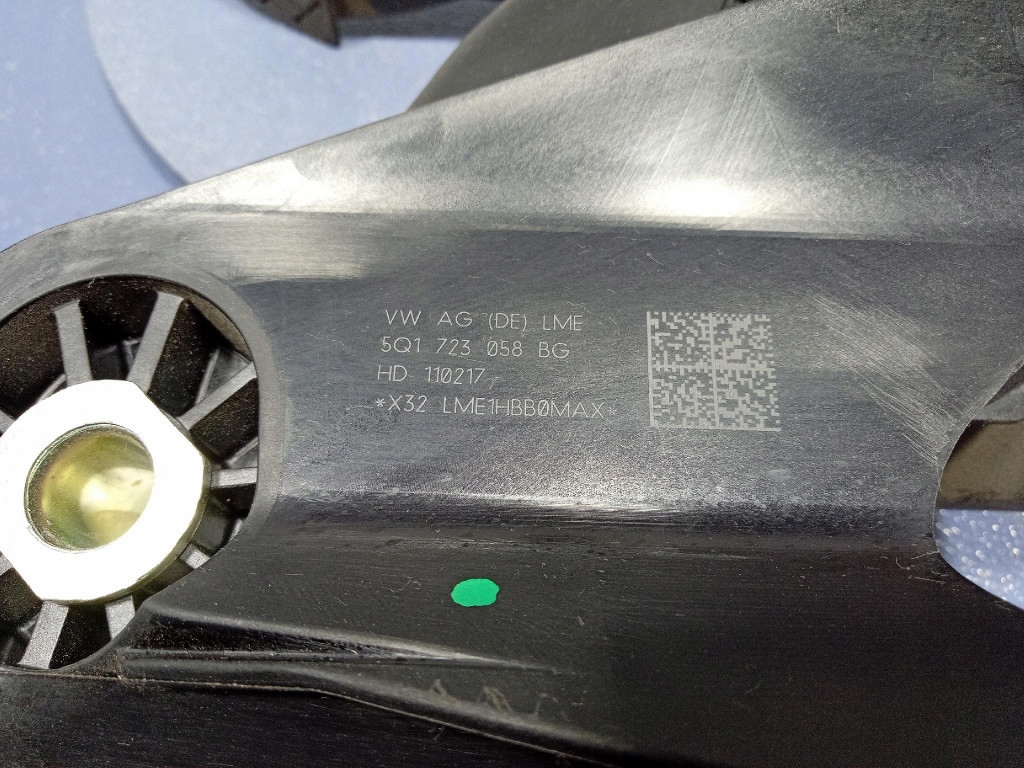 VW AG (DE) LME
5Q1 723 058 BG
HD 110217
*X32 LME1HBB0MAX*